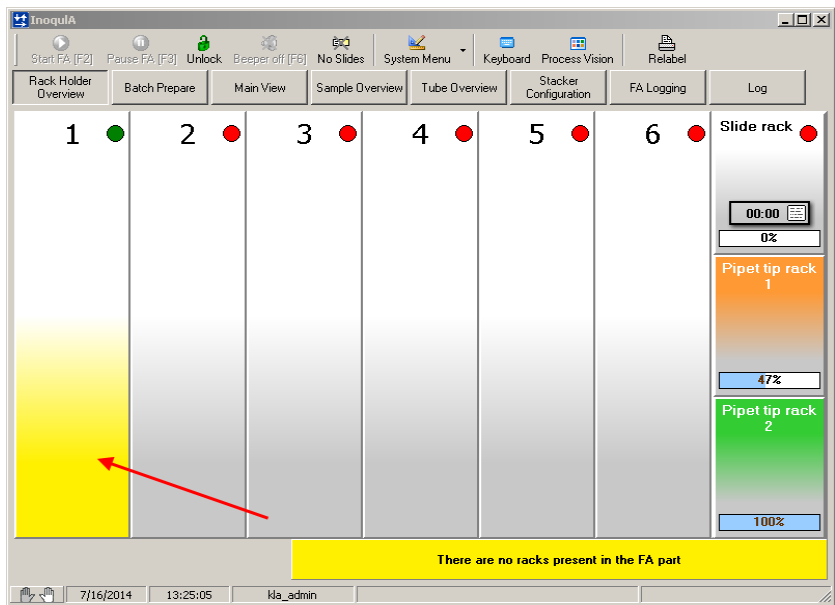 InoqulA
Start FA [F2] Pause FA [F3] Unlock Beeper off [F6] No Slides System Menu Keyboard Process Vision Relabel
Rack Holder Overview Batch Prepare Main View Sample Overview Tube Overview Stacker Configuration FA Logging Log
1 2 3 4 5 6 Slide rack
00:00
0%
Pipet tip rack
1
47%
Pipet tip rack
2
100%
There are no racks present in the FA part
7/16/2014 13:25:05 kla_admin